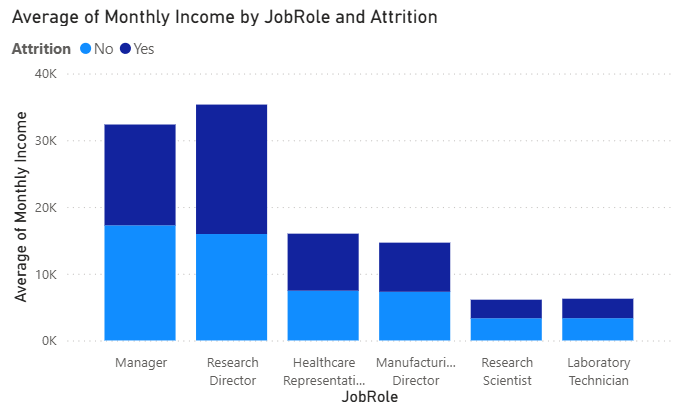 Average of Monthly Income by JobRole and Attrition
Attrition No Yes
40K
30K
20K
10K
0K
Average of Monthly Income
Manager
Research
Director
Healthcare
Representati...
Manufacturi...
Director
Research
Scientist
Laboratory
Technician
JobRole